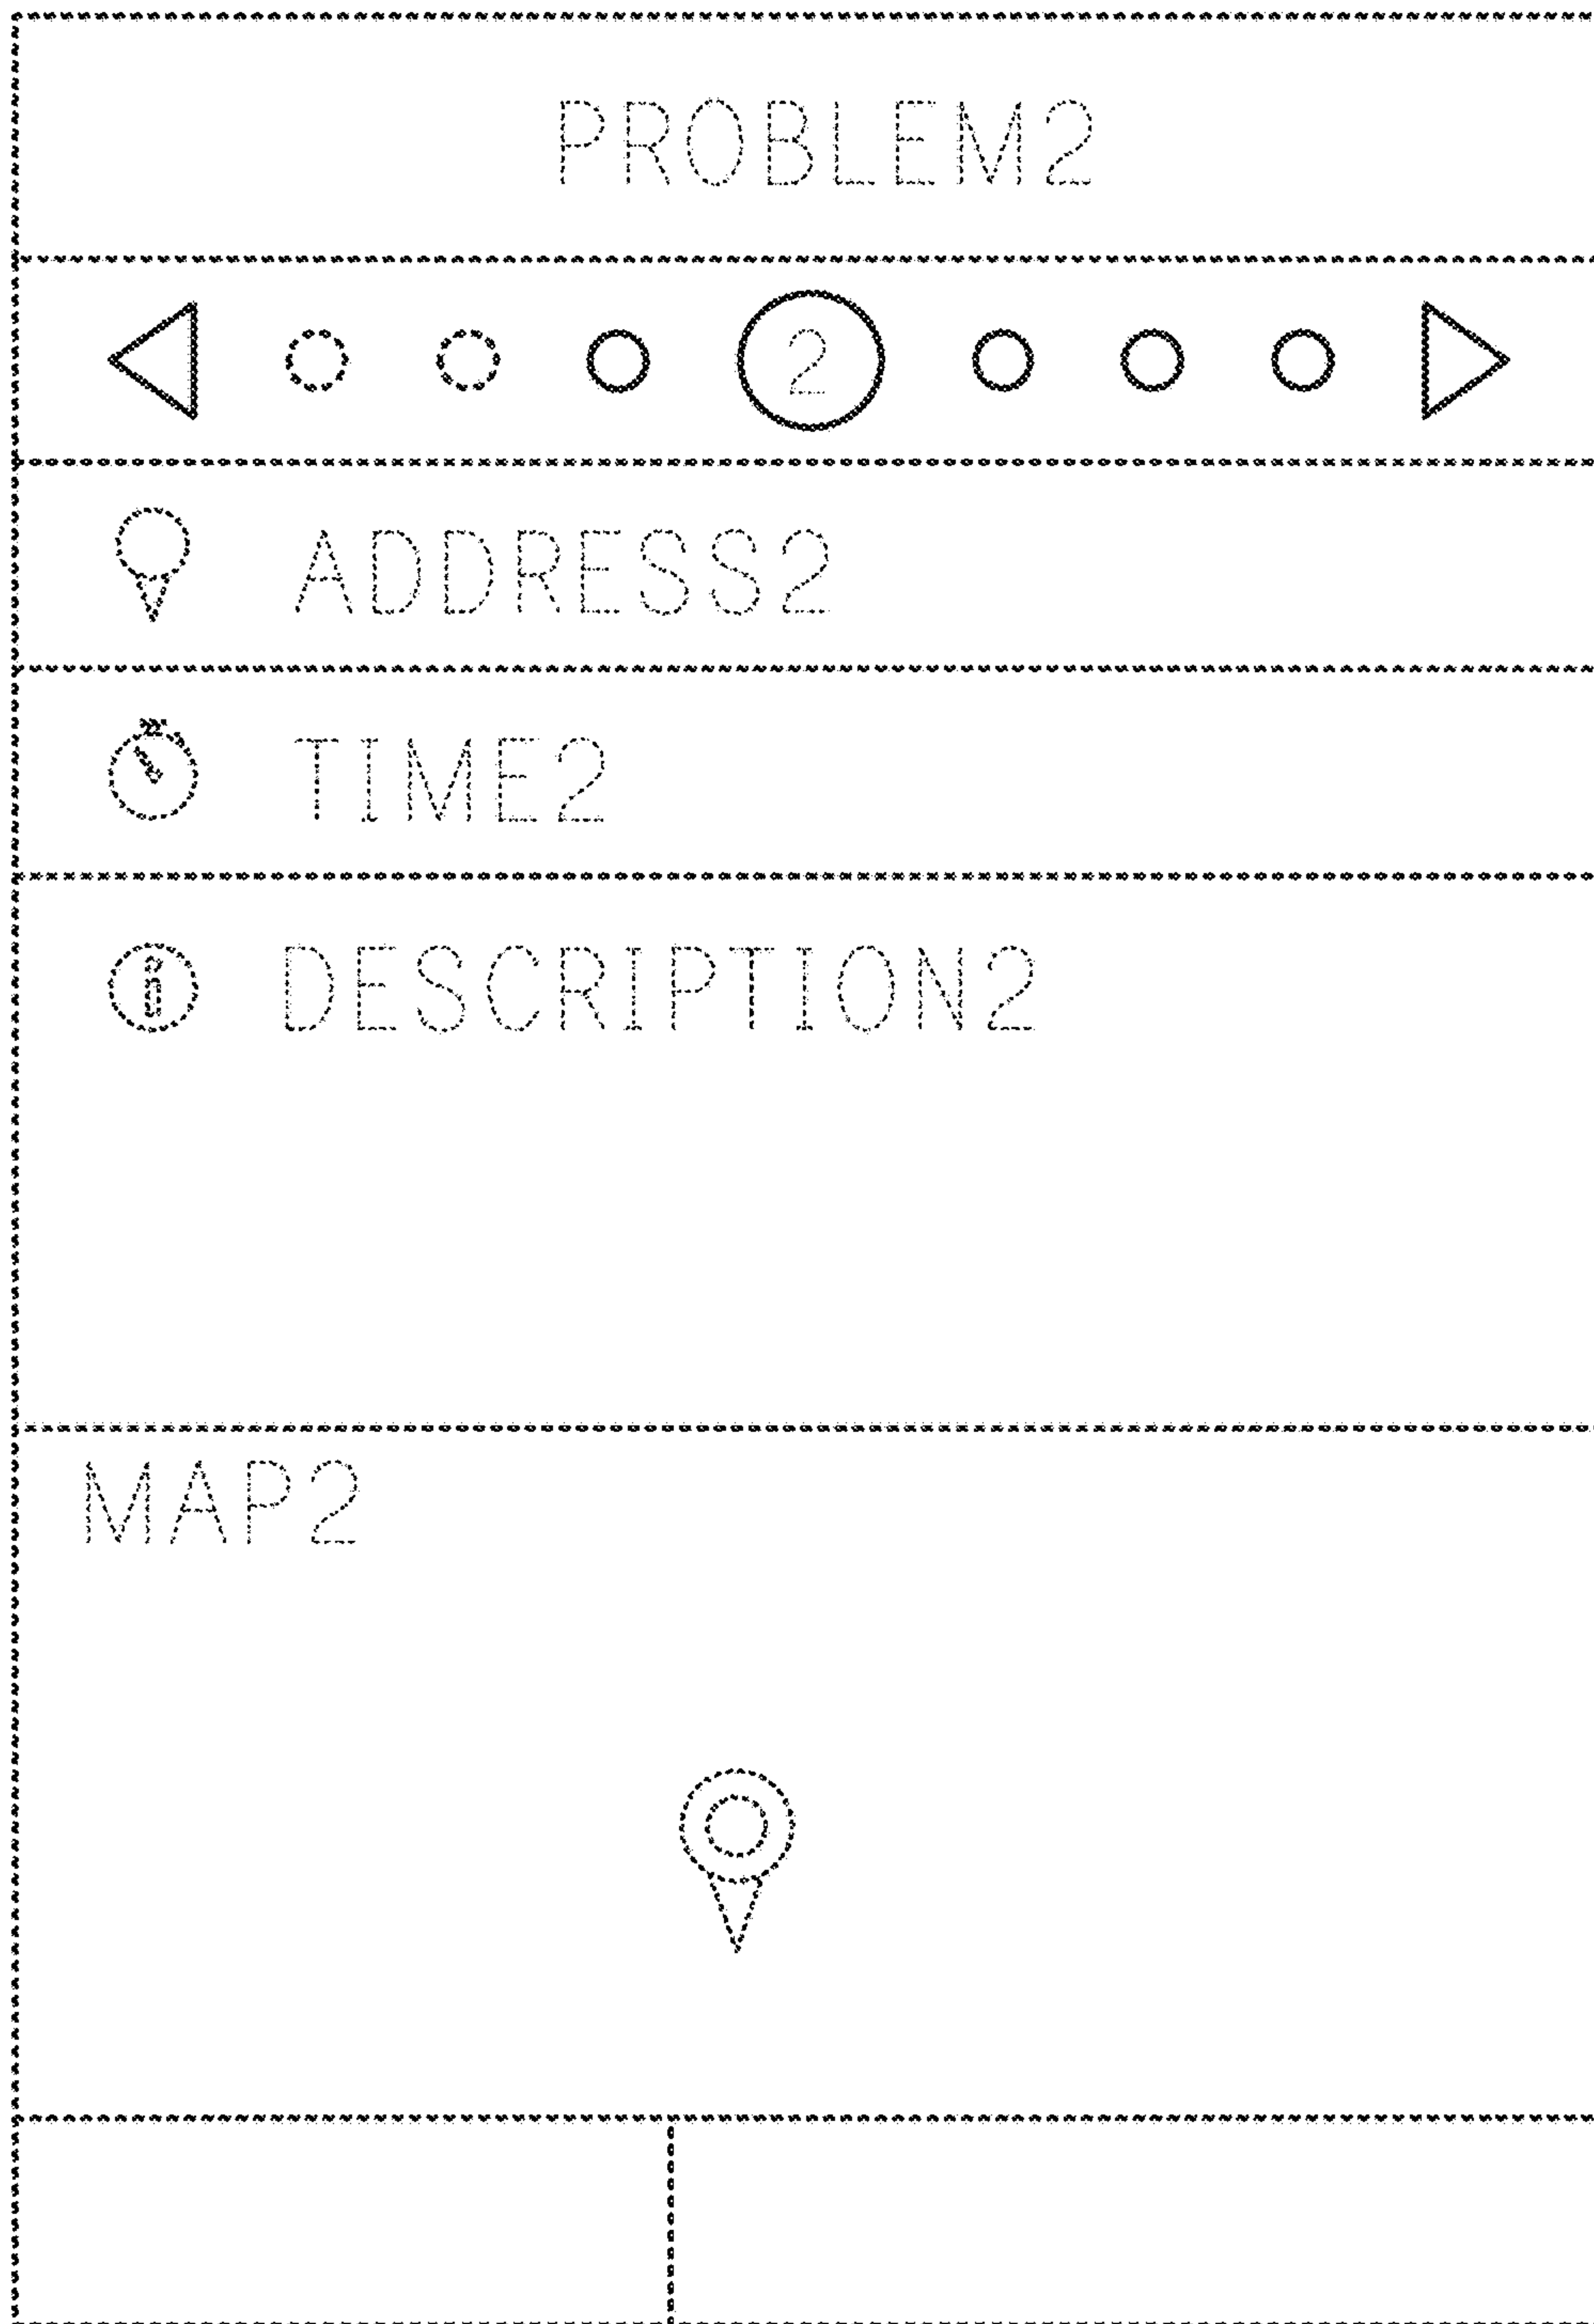 PROBLEM2
2
ADDRESS2
TIME2
i DESCRIPTION2
MAP2